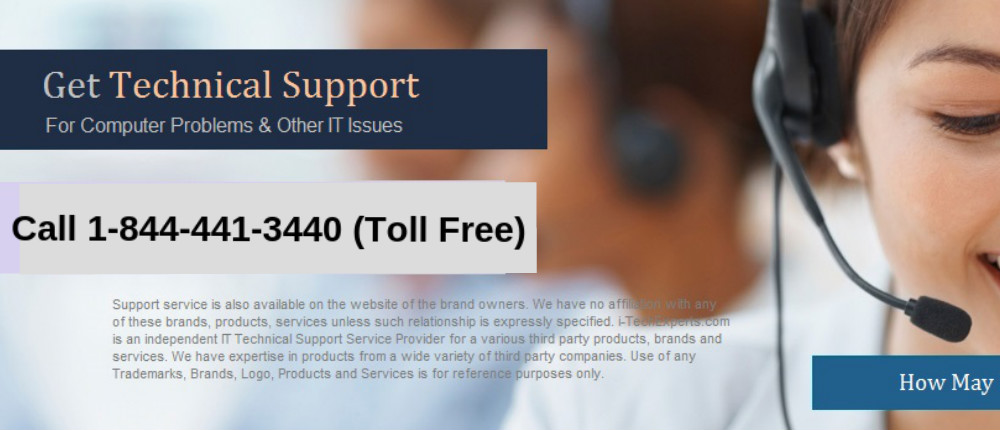 Get Technical Support
For Computer Problems & Other IT Issues
Call 1-844-441-3440 (Toll Free)
Support service is also available on the website of the brand owners. We have no affiliation with any
of these brands, products, services unless such relationship is expressly specified. i-TechExperts.com
is an independent IT Technical Support Service Provider for a various third party products, brands and
services. We have expertise in products from a wide variety of third party companies. Use of any
Trademarks, Brands, Logo, Products and Services is for reference purposes only.
How May